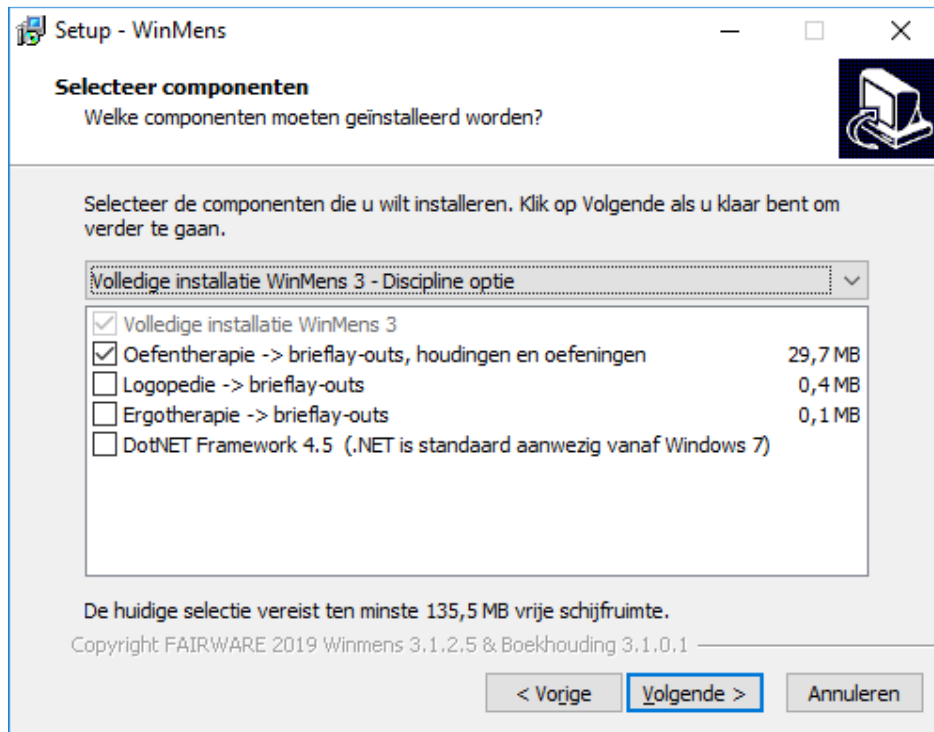 Setup - WinMens
Selecteer componenten
Welke componenten moeten geïnstalleerd worden?
Selecteer de componenten die u wilt installeren. Klik op Volgende als u klaar bent om
verder te gaan.
Volledige installatie WinMens 3 - Discipline optie
Volledige installatie WinMens 3
Oefentherapie -> brieflay-outs, houdingen en oefeningen 29,7 MB
Logopedie -> brieflay-outs 0,4 MB
Ergotherapie -> brieflay-outs 0,1 MB
DotNET Framework 4.5 (.NET is standaard aanwezig vanaf Windows 7)
De huidige selectie vereist ten minste 135,5 MB vrije schijfruimte.
Copyright FAIRWARE 2019 Winmens 3.1.2.5 & Boekhouding 3.1.0.1
< Vorige Volgende > Annuleren